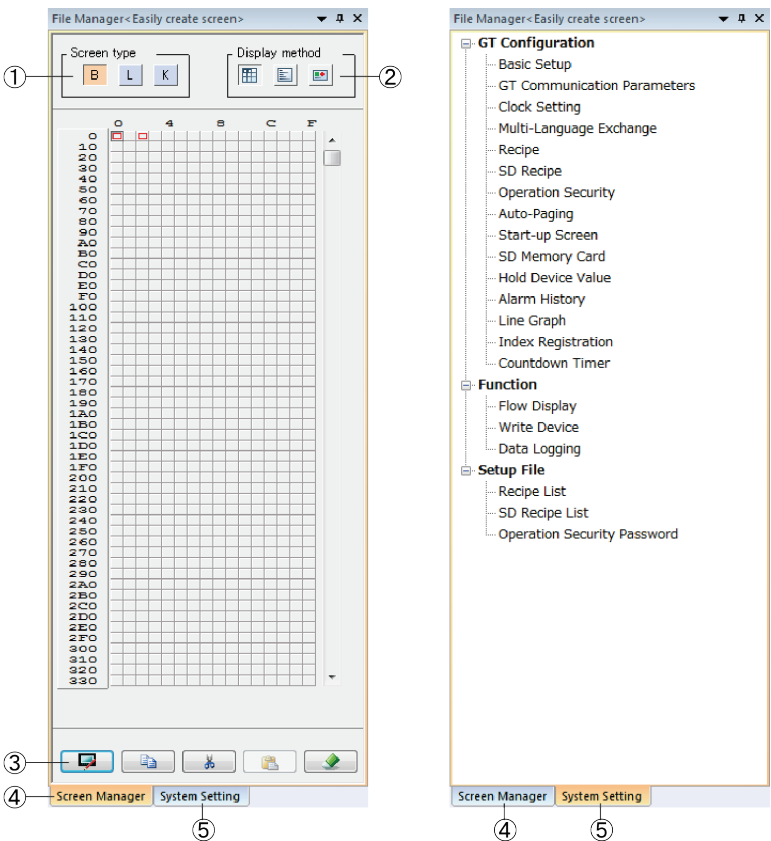 File Manager<Easily create screen>
Screen type
Display method
①
B
L
K
②
0
4
8
C
F
0
10
20
30
40
50
60
70
80
90
A0
B0
C0
D0
E0
F0
100
110
120
130
140
150
160
170
180
190
1A0
1B0
1C0
1D0
1E0
1F0
200
210
220
230
240
250
260
270
280
290
2A0
2B0
2C0
2D0
2E0
2F0
300
310
320
330
③
④
Screen Manager
System Setting
⑤
File Manager<Easily create screen>
GT Configuration
Basic Setup
GT Communication Parameters
Clock Setting
Multi-Language Exchange
Recipe
SD Recipe
Operation Security
Auto-Paging
Start-up Screen
SD Memory Card
Hold Device Value
Alarm History
Line Graph
Index Registration
Countdown Timer
Function
Flow Display
Write Device
Data Logging
Setup File
Recipe List
SD Recipe List
Operation Security Password
Screen Manager
System Setting
④
⑤